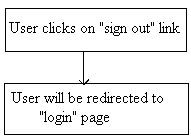 User clicks on "sign out" link
User will be redirected to
"login" page